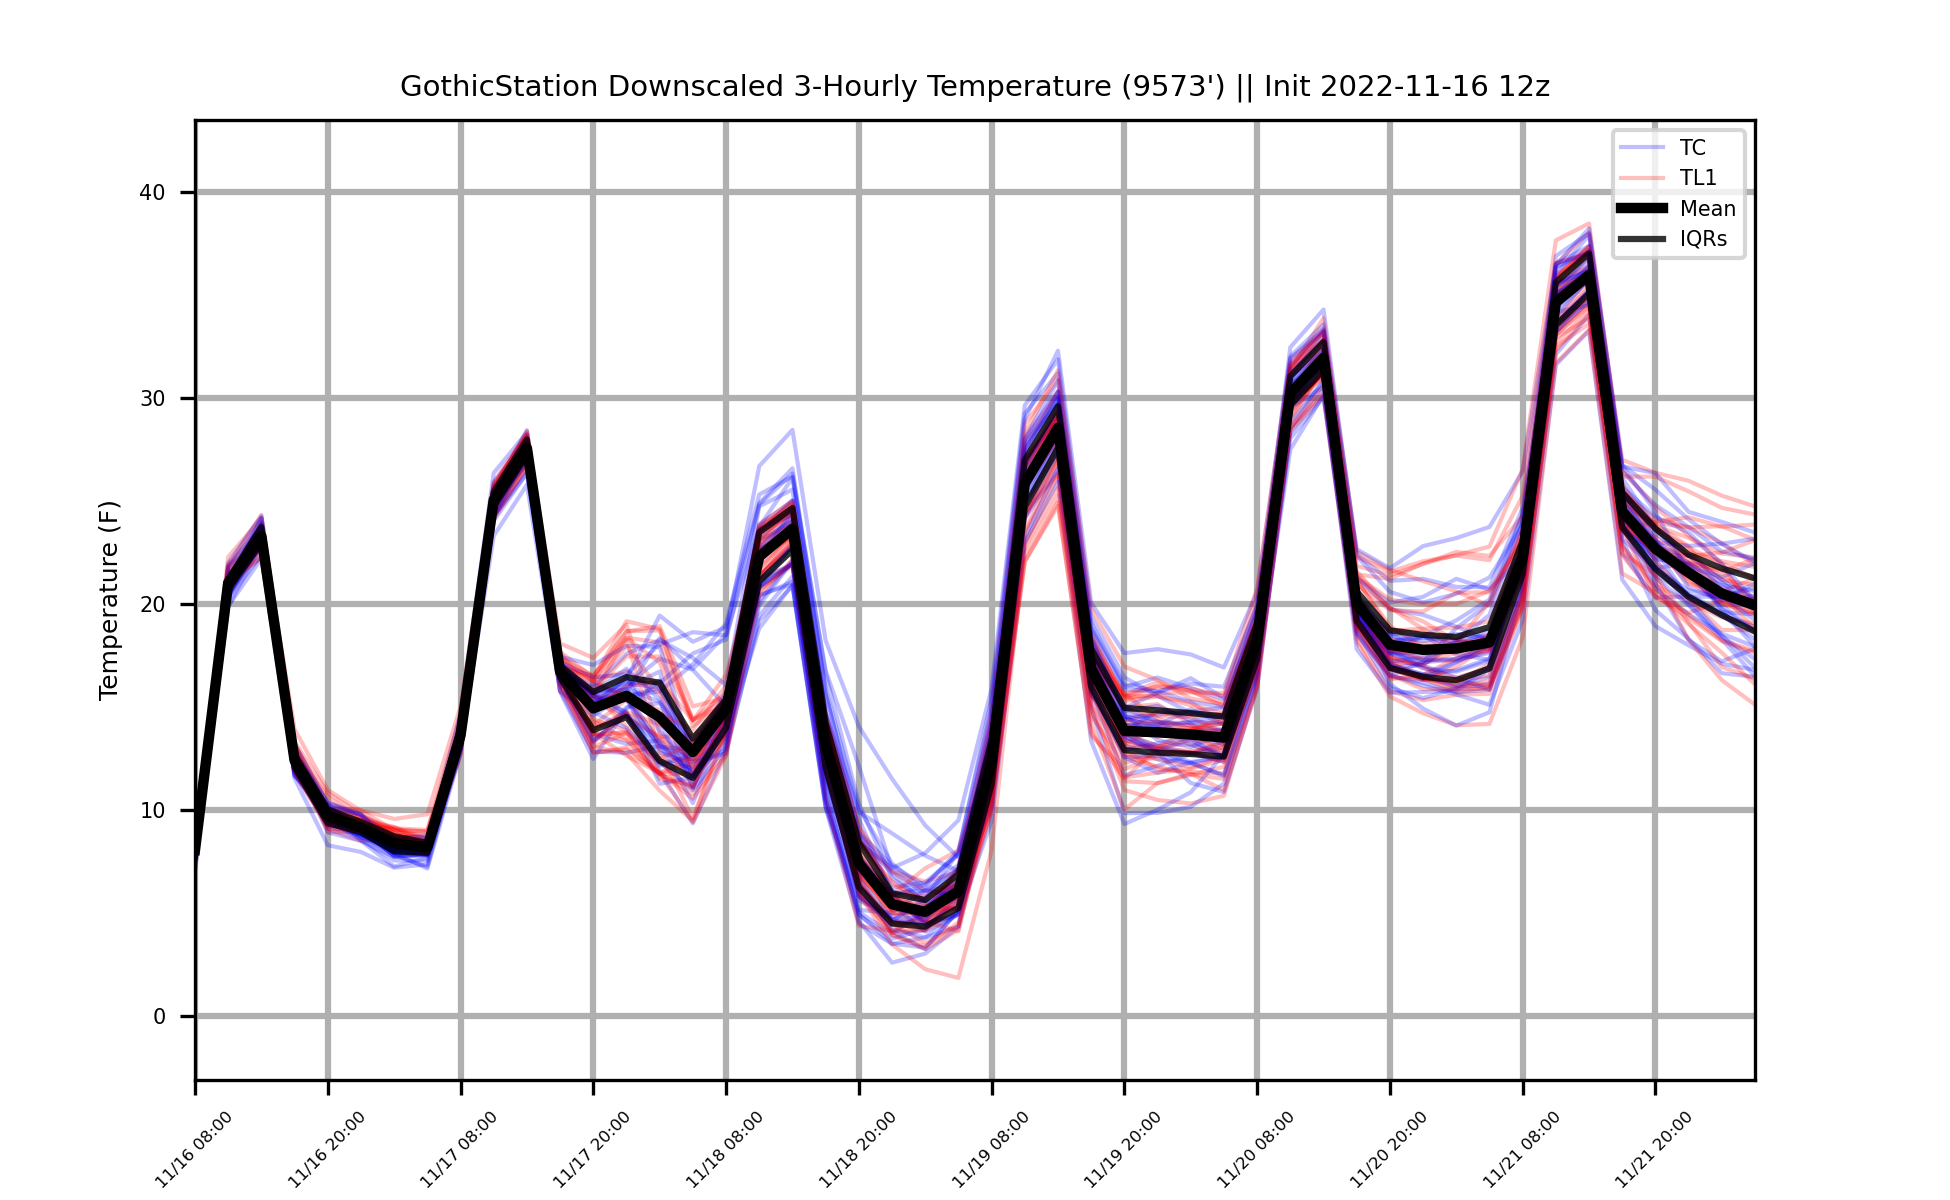 GothicStation Downscaled 3-Hourly Temperature (9573') || Init 2022-11-16 12z
TC
TL1
Mean
IQRs
Temperature (F)
40
30
20
10
0
11/16 08:00
11/16 20:00
11/17 08:00
11/17 20:00
11/18 08:00
11/18 20:00
11/19 08:00
11/19 20:00
11/20 08:00
11/20 20:00
11/21 08:00
11/21 20:00